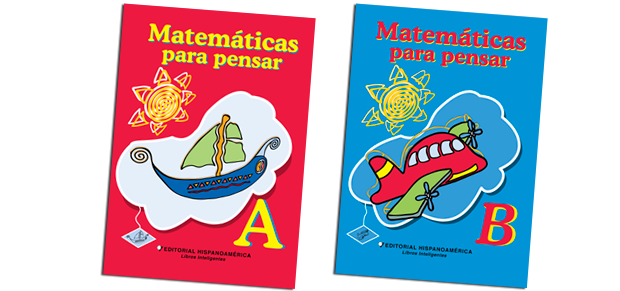 Matemáticas
para pensar
A
EDITORIAL HISPANOAMÉRICA
Libros Inteligentes
Matemáticas
para pensar
B
EDITORIAL HISPANOAMÉRICA
Libros Inteligentes